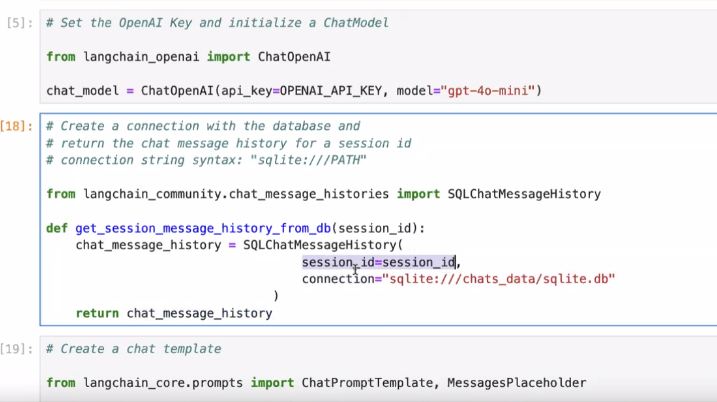 [5]: # Set the OpenAI Key and initialize a ChatModel
from langchain_openai import ChatOpenAI
chat_model = ChatOpenAI(api_key=OPENAI_API_KEY, model="gpt-4o-mini")
[18]: # Create a connection with the database and
# return the chat message history for a session id
# connection string syntax: "sqlite:///PATH"
from langchain_community.chat_message_histories import SQLChatMessageHistory
def get_session_message_history_from_db(session_id):
chat_message_history = SQLChatMessageHistory(
session_id=session_id,
connection="sqlite:///chats_data/sqlite.db"
)
return chat_message_history
[19]: # Create a chat template
from langchain_core.prompts import ChatPromptTemplate, MessagesPlaceholder